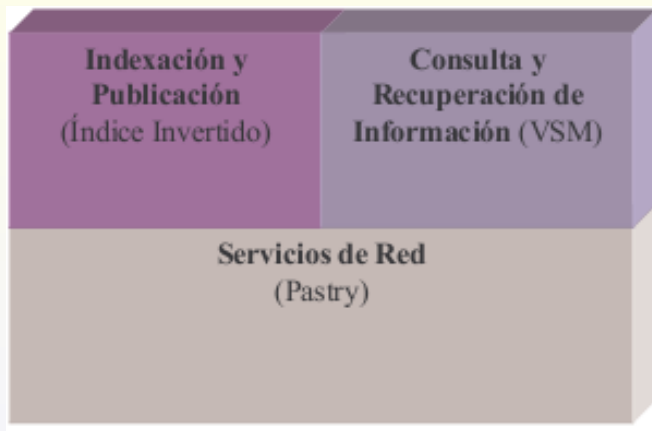 Indexación y
Publicación
(Índice Invertido)
Consulta y
Recuperación de
Información (VSM)
Servicios de Red
(Pastry)